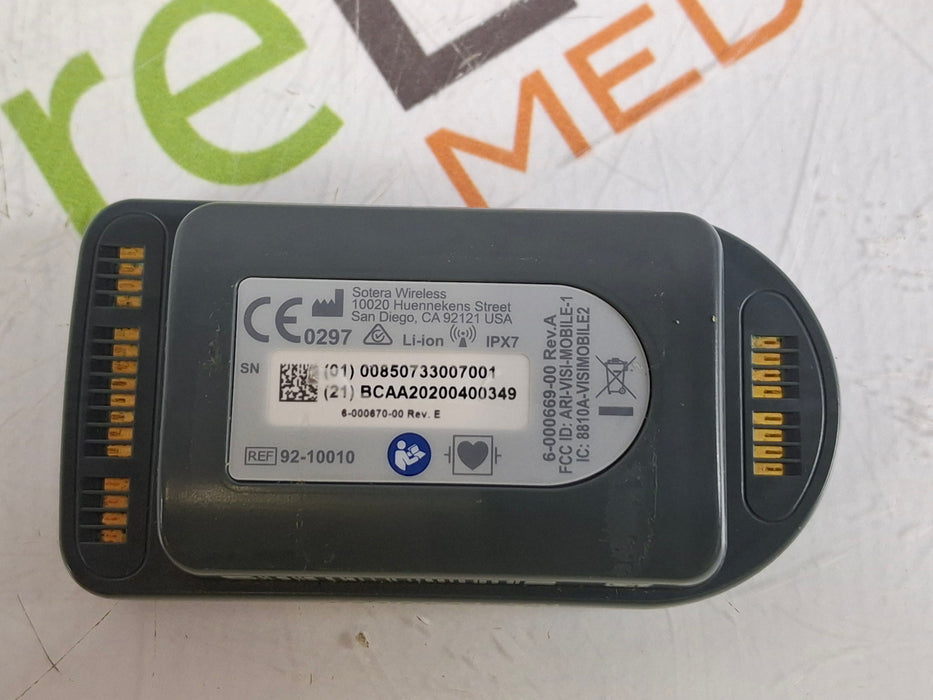 reL
MED
CE 0297
Sotera Wireless
10020 Huennekens Street
San Diego, CA 92121 USA
Li-ion IPX7
SN
(01) 00850733007001
(21) BCAA20200400349
6-000670-00 Rev. E
REF 92-10010
6-000669-00 Rev.A
FCC ID: ARI-VISI-MOBILE-1
IC: 8810A-VISIMOBILE2